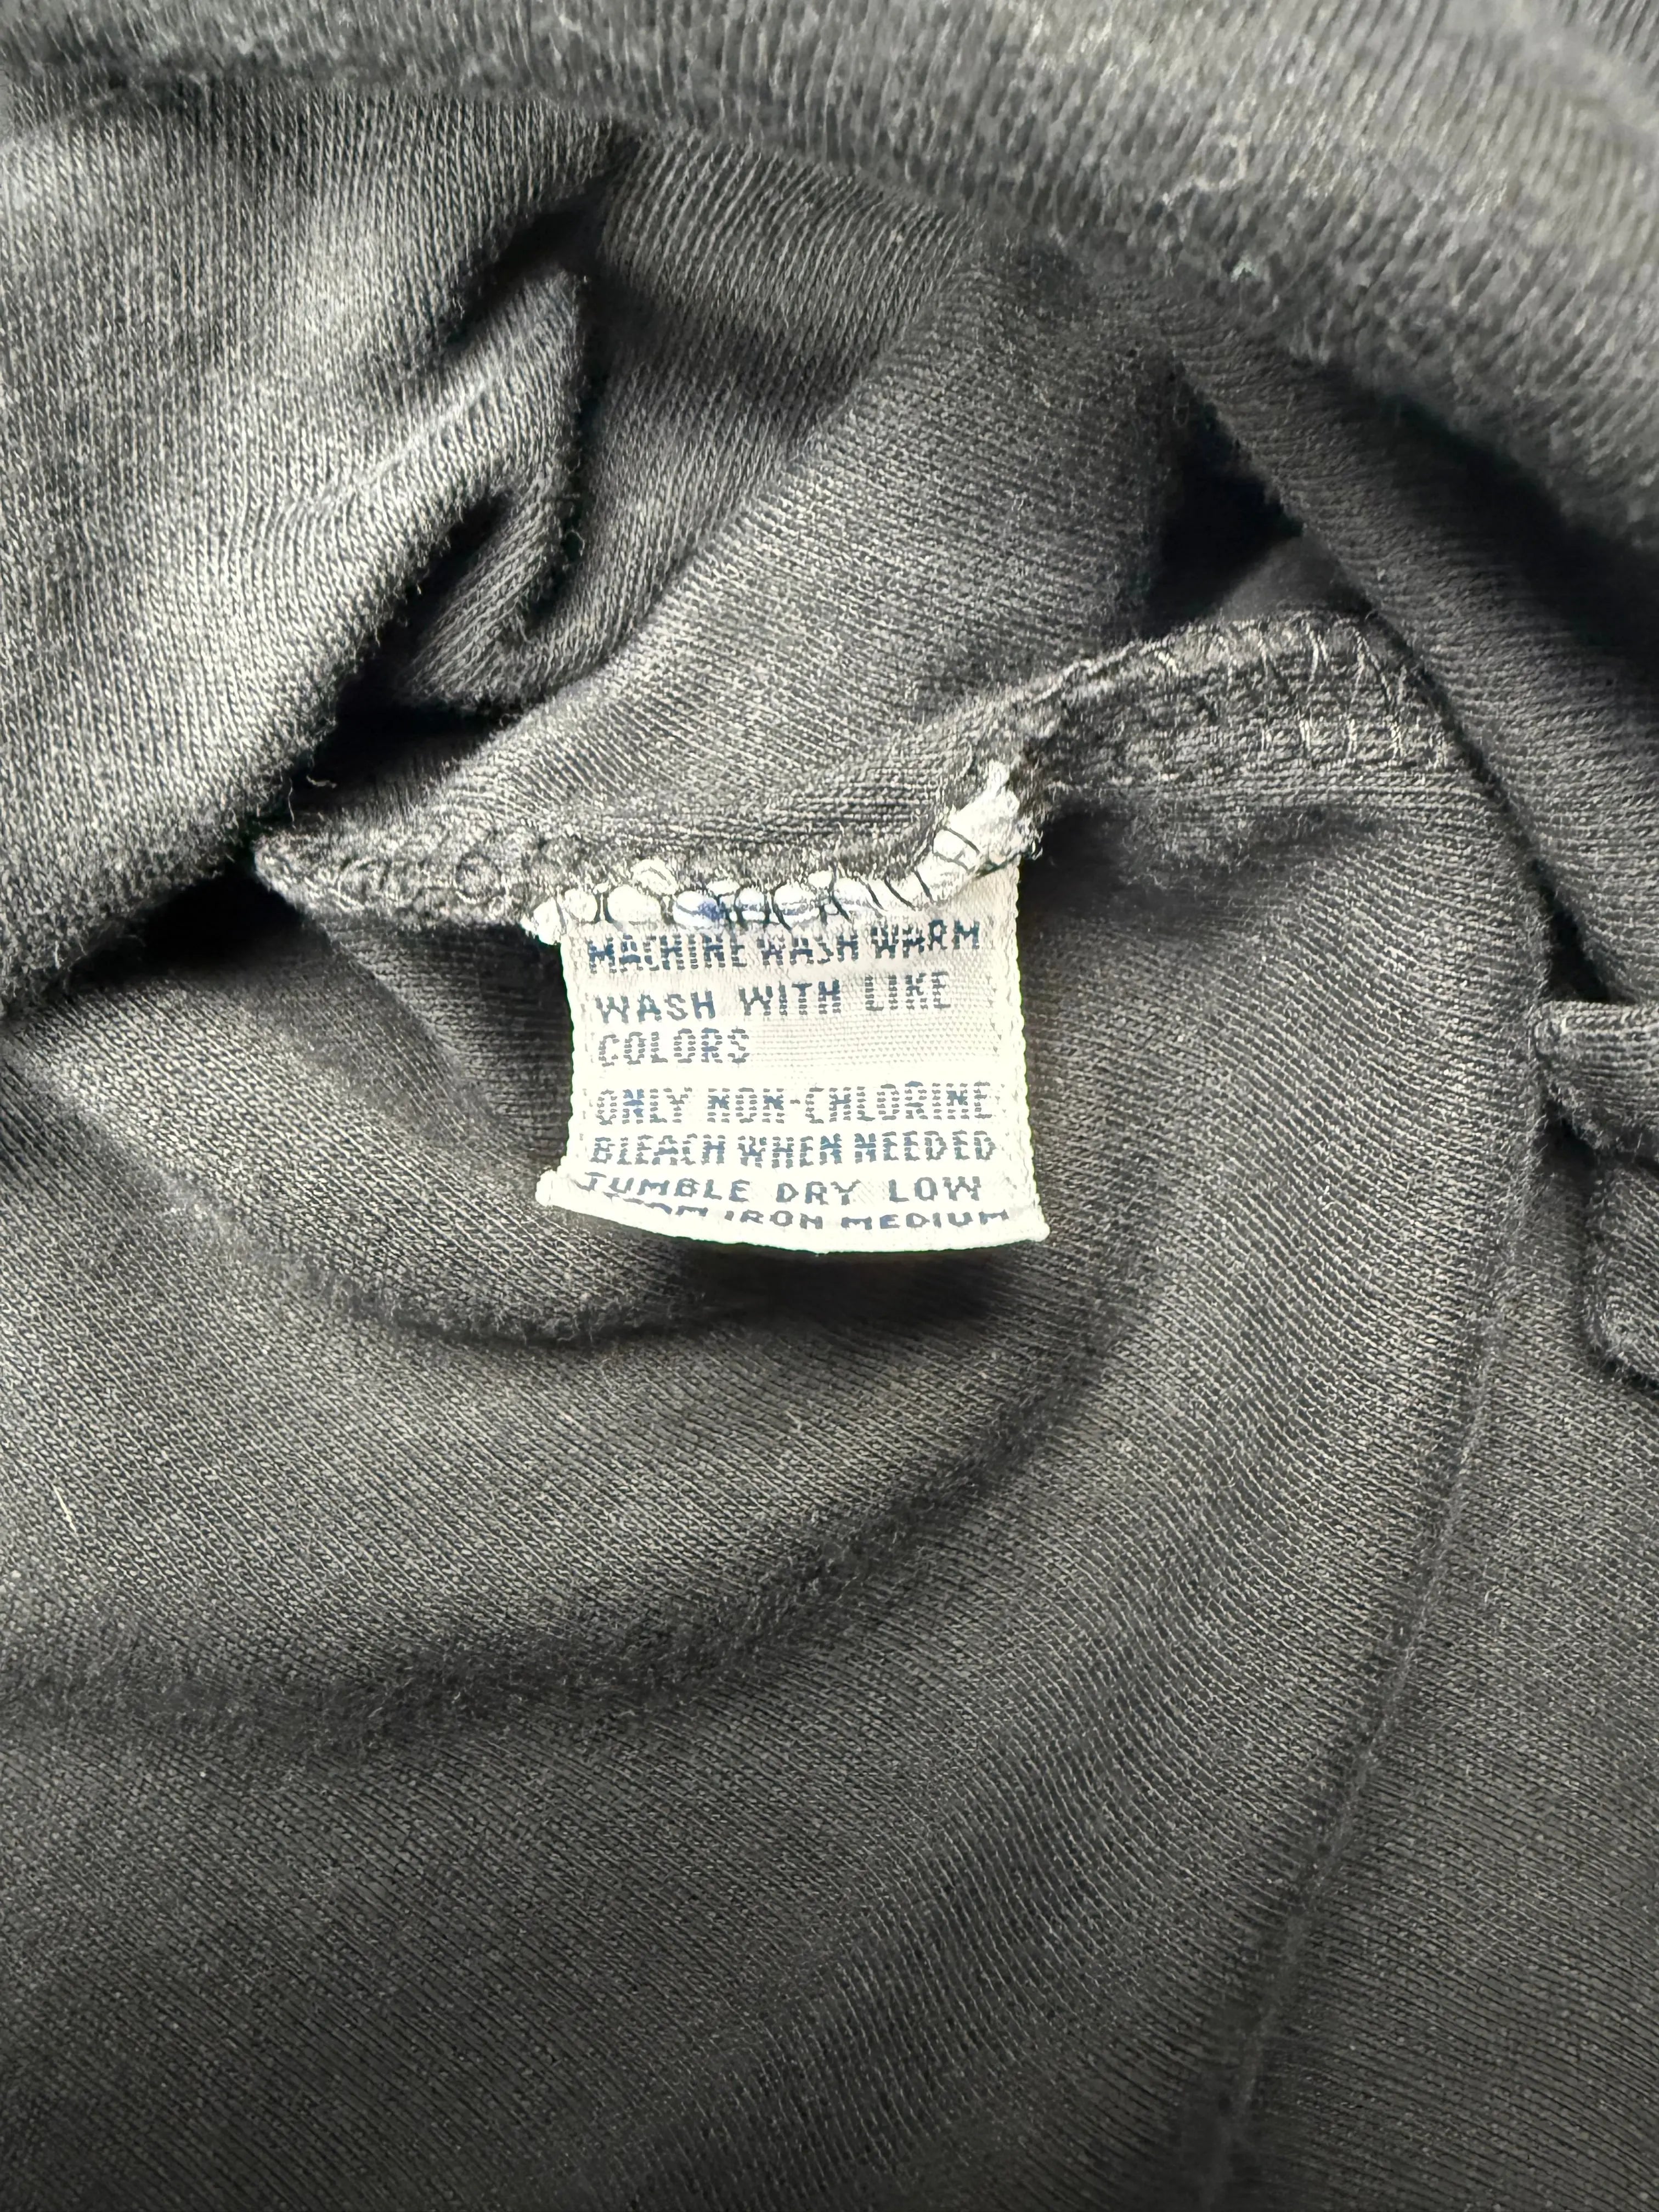 MACHINE WASH WARM
WASH WITH LIKE
COLORS
ONLY NON-CHLORINE
BLEACH WHEN NEEDED
TUMBLE DRY LOW
IRON MEDIUM